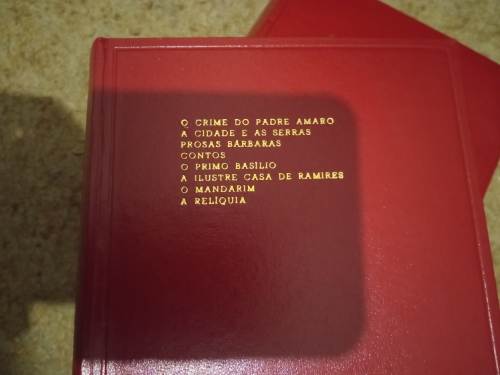 O CRIME DO PADRE AMARO
A CIDADE E AS SERRAS
PROSAS BÁRBARAS
CONTOS
O PRIMO BASÍLIO
A ILUSTRE CASA DE RAMIRES
O MANDARIM
A RELÍQUIA